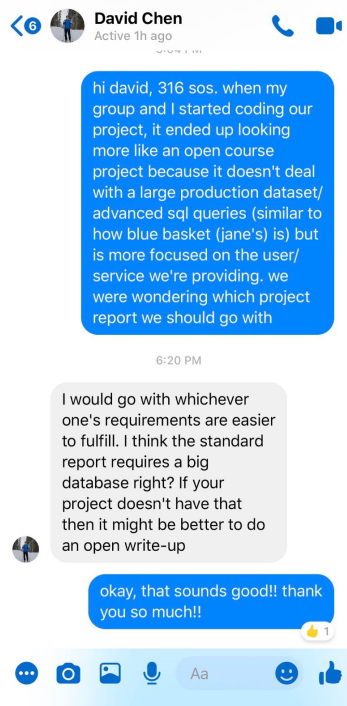 6
David Chen
Active 1h ago
hi david, 316 sos. when my
group and I started coding our
project, it ended up looking
more like an open course
project because it doesn't deal
with a large production dataset/
advanced sql queries (similar to
how blue basket (jane's) is) but
is more focused on the user/
service we're providing. we
were wondering which project
report we should go with
6:20 PM
I would go with whichever
one's requirements are easier
to fulfill. I think the standard
report requires a big
database right? If your
project doesn't have that
then it might be better to do
an open write-up
okay, that sounds good!! thank
you so much!!
1
Aa